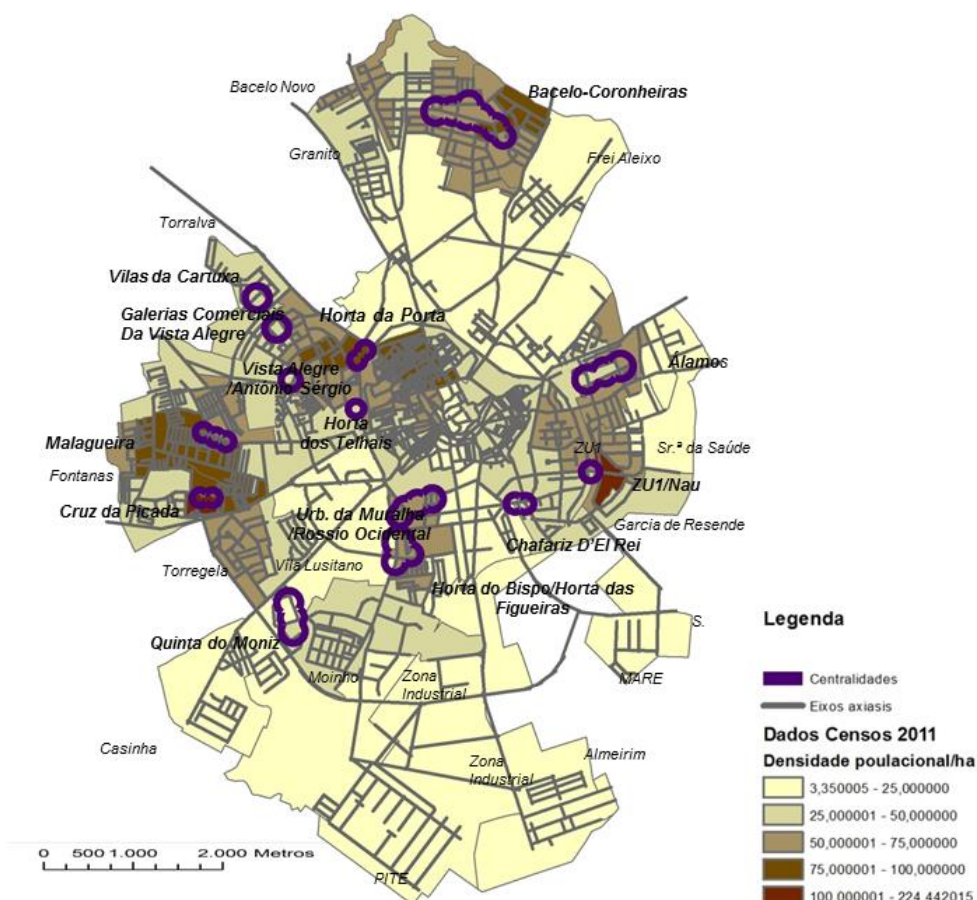 Bacelo Novo
Bacelo-Coronheiras
Granito
Frei Aleixo
Torralva
Vilas da Cartuxa
Galerias Comerciais
Da Vista Alegre
Horta da Porta
Vista Alegre
/António Sérgio
Álamos
Horta
dos Telhais
Malagueira
ZU1
Sr.ª da Saúde
Fontanas
ZU1/Nau
Cruz da Picada
Urb. da Muralha
/Rossio Ocidental
Garcia de Resende
Chafariz D'El Rei
Torregela
Vila Lusitano
Horta do Bispo/Horta das
Figueiras
S.
Quinta do Moniz
Moinho
Zona
Industrial
MARE
Casinha
Zona
Industrial
Almeirim
PITE
0 500 1.000 2.000 Metros
Legenda
Centralidades
Eixos axiasis
Dados Censos 2011
Densidade poulacional/ha
3,350005 - 25,000000
25,000001 - 50,000000
50,000001 - 75,000000
75,000001 - 100,000000
100,000001 - 224,442015